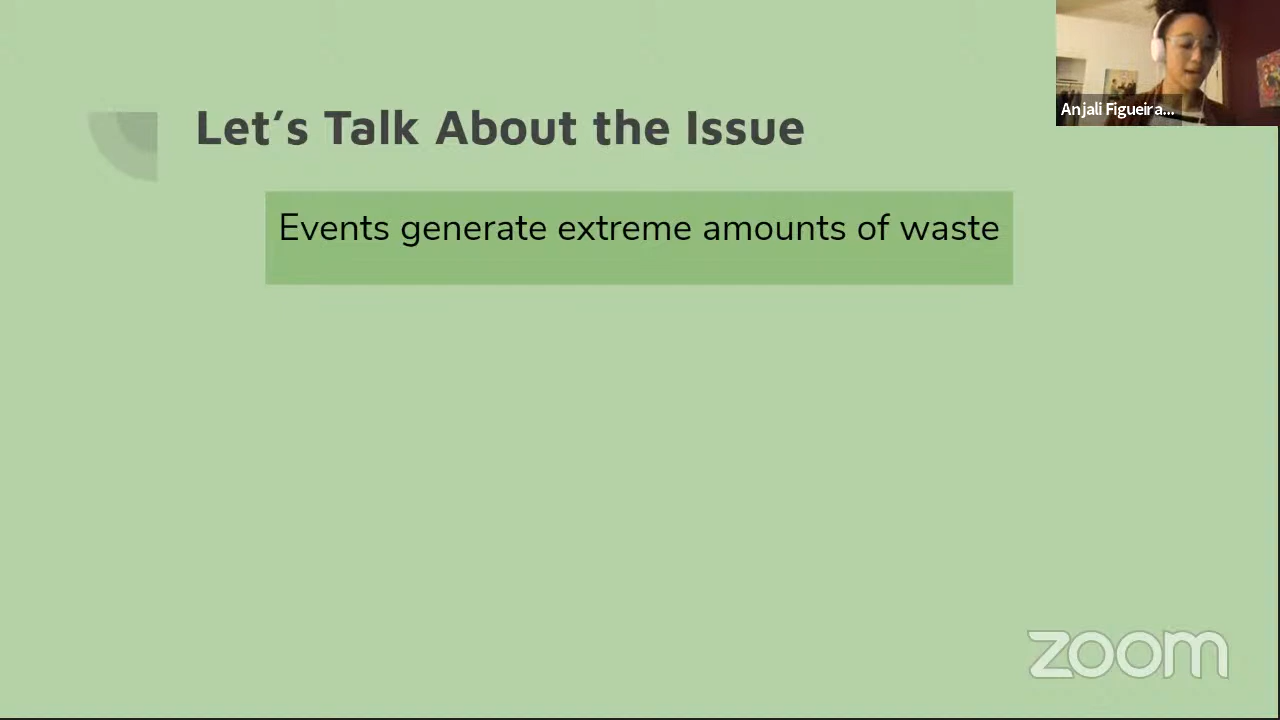 Anjali Figueira...
Let's Talk About the Issue
Events generate extreme amounts of waste
zoom